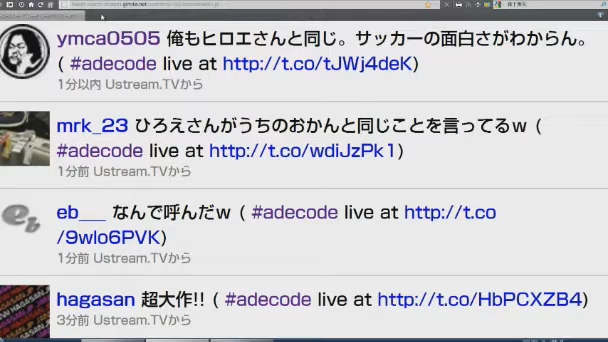 ymca0505 俺もヒロエさんと同じ。サッカーの面白さがわからん。
( #adecode live at http://t.co/tJWj4deK)
1分以内 Ustream.TVから
mrk_23 ひろえさんがうちのおかんと同じことを言ってるｗ (
#adecode live at http://t.co/wdiJzPk1)
1分前 Ustream.TVから
eb___ なんで呼んだｗ ( #adecode live at http://t.co
/9wlo6PVK)
1分前 Ustream.TVから
hagasan 超大作!! ( #adecode live at http://t.co/HbPCXZB4)
3分前 Ustream.TVから